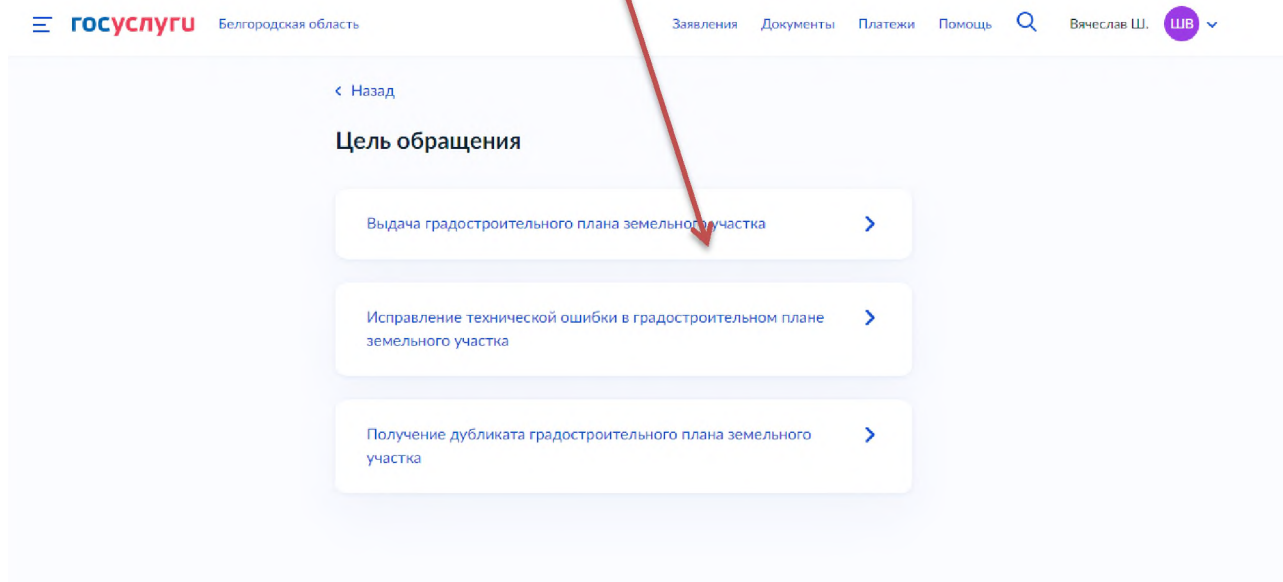 госуслуги Белгородская область Заявления Документы Платежи Помощь Вячеслав Ш. ШВ
Назад
Цель обращения
Выдача градостроительного плана земельного участка
Исправление технической ошибки в градостроительном плане
земельного участка
Получение дубликата градостроительного плана земельного
участка